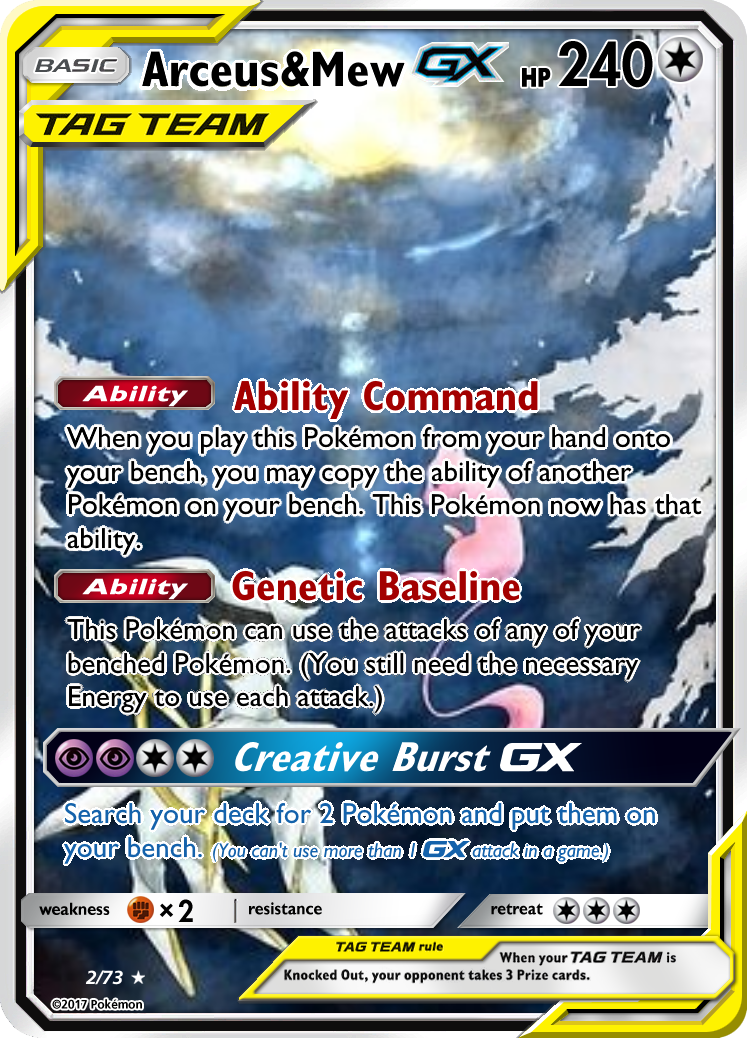 BASIC Arceus&Mew GX HP 240
TAG TEAM
Ability Ability Command
When you play this Pokémon from your hand onto
your bench, you may copy the ability of another
Pokémon on your bench. This Pokémon now has that
ability.
Ability Genetic Baseline
This Pokémon can use the attacks of any of your
benched Pokémon. (You still need the necessary
Energy to use each attack.)
Creative Burst GX
Search your deck for 2 Pokémon and put them on
your bench. (You can't use more than 1 GX attack in a game.)
weakness ×2 resistance retreat
TAG TEAM rule
When your TAG TEAM is
Knocked Out, your opponent takes 3 Prize cards.
2/73 ★
©2017 Pokémon